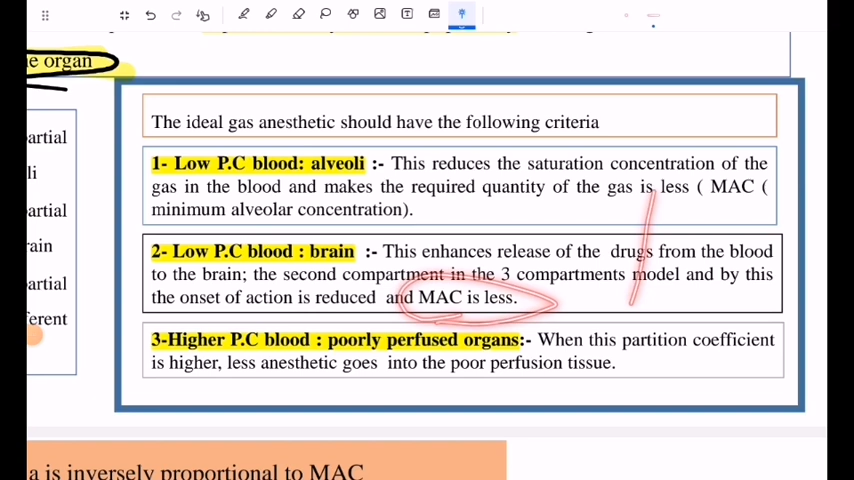 e organ
The ideal gas anesthetic should have the following criteria
1- Low P.C blood: alveoli :- This reduces the saturation concentration of the
gas in the blood and makes the required quantity of the gas is less ( MAC (
minimum alveolar concentration).
2- Low P.C blood : brain :- This enhances release of the drugs from the blood
to the brain; the second compartment in the 3 compartments model and by this
the onset of action is reduced and MAC is less.
3-Higher P.C blood : poorly perfused organs:- When this partition coefficient
is higher, less anesthetic goes into the poor perfusion tissue.
artial
li
artial
rain
artial
ferent
a is inversely proportional to MAC